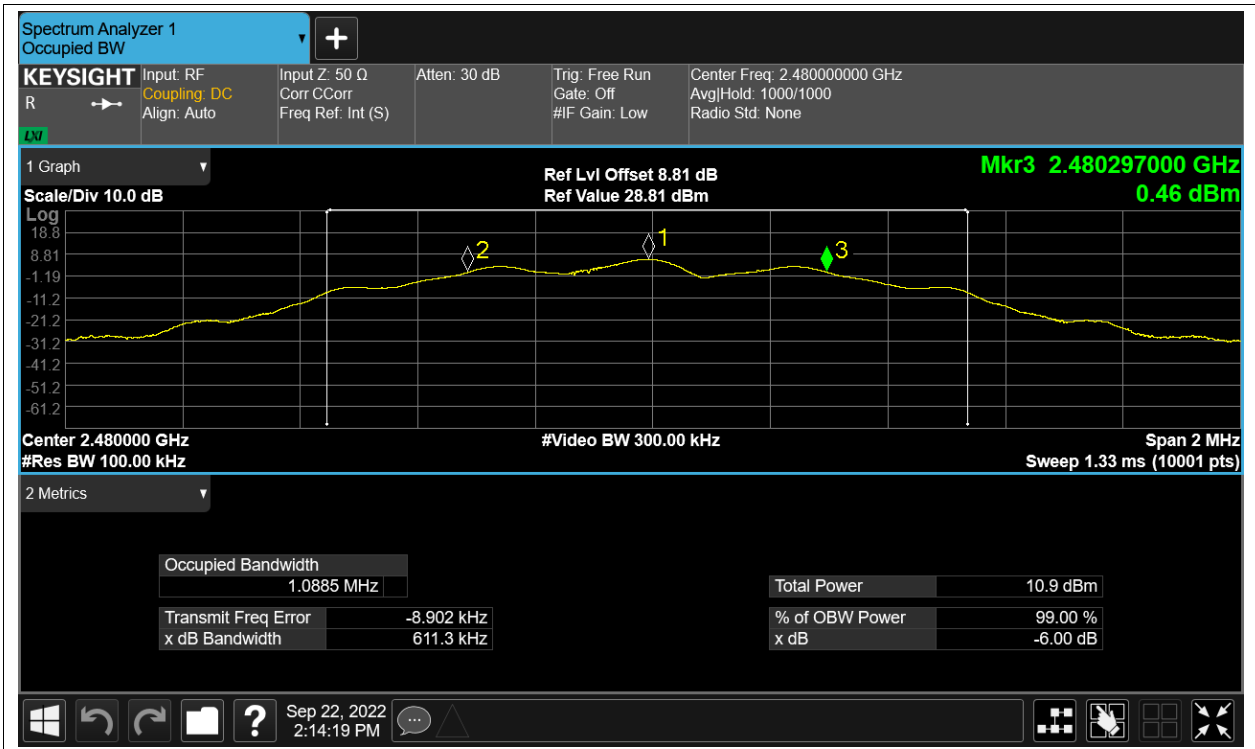 Spectrum Analyzer 1
Occupied BW
KEYSIGHT
R
LXI
Input: RF
Coupling: DC
Align: Auto
Input Z: 50 Ω
Corr CCorr
Freq Ref: Int (S)
Atten: 30 dB
Trig: Free Run
Gate: Off
#IF Gain: Low
Center Freq: 2.480000000 GHz
Avg|Hold: 1000/1000
Radio Std: None
1 Graph
Scale/Div 10.0 dB
Ref Lvl Offset 8.81 dB
Ref Value 28.81 dBm
Mkr3 2.480297000 GHz
0.46 dBm
Log
18.8
8.81
-1.19
-11.2
-21.2
-31.2
-41.2
-51.2
-61.2
2
1
3
Center 2.480000 GHz
#Res BW 100.00 kHz
#Video BW 300.00 kHz
Span 2 MHz
Sweep 1.33 ms (10001 pts)
2 Metrics
Occupied Bandwidth
1.0885 MHz
Transmit Freq Error -8.902 kHz
x dB Bandwidth 611.3 kHz
Total Power 10.9 dBm
% of OBW Power 99.00 %
x dB -6.00 dB
?
Sep 22, 2022
2:14:19 PM